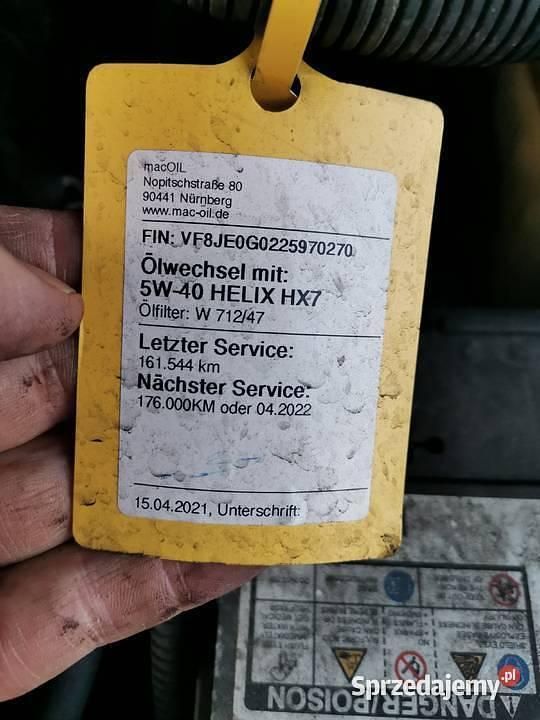 macOIL
Nopitschstraße 80
90441 Nürnberg
www.mac-oil.de
FIN: VF8JE0G0225970270
Ölwechsel mit:
5W-40 HELIX HX7
Ölfilter: W 712/47
Letzter Service:
161.544 km
Nächster Service:
176.000KM oder 04.2022
15.04.2021, Unterschrift:
DANGER/POISON
Sprzedajemy.pl